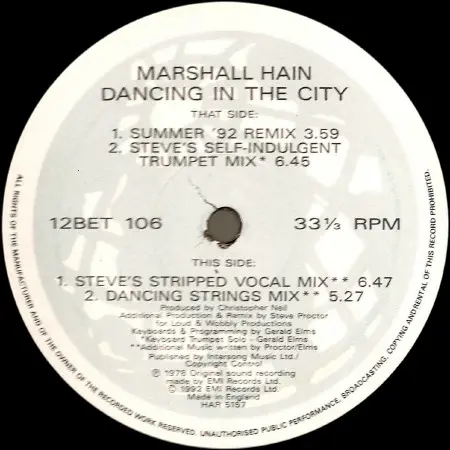 MARSHALL HAIN
DANCING IN THE CITY
THAT SIDE:
1. SUMMER '92 REMIX 3.59
2. STEVE'S SELF-INDULGENT
TRUMPET MIX* 6.45
12BET 106 33⅓ RPM
THIS SIDE:
1. STEVE'S STRIPPED VOCAL MIX** 6.47
2. DANCING STRINGS MIX** 5.27
Produced by Christopher Neil
Additional Production & Remix by Steve Proctor
for Loud & Wobbly Productions
Keyboards & Programming by Gerald Elms
*Keyboard Trumpet Solo - Gerald Elms
**Additional Music written by Proctor/Elms
Published by Intersong Music Ltd./
Copyright Control
℗ 1978 Original sound recording
made by EMI Records Ltd.
© 1992 EMI Records Ltd.
Made in England
HAR 5157
ALL RIGHTS OF THE MANUFACTURER AND OF THE OWNER OF THE RECORDED WORK RESERVED. UNAUTHORISED PUBLIC PERFORMANCE, BROADCASTING, COPYING AND RENTAL OF THIS RECORD PROHIBITED.